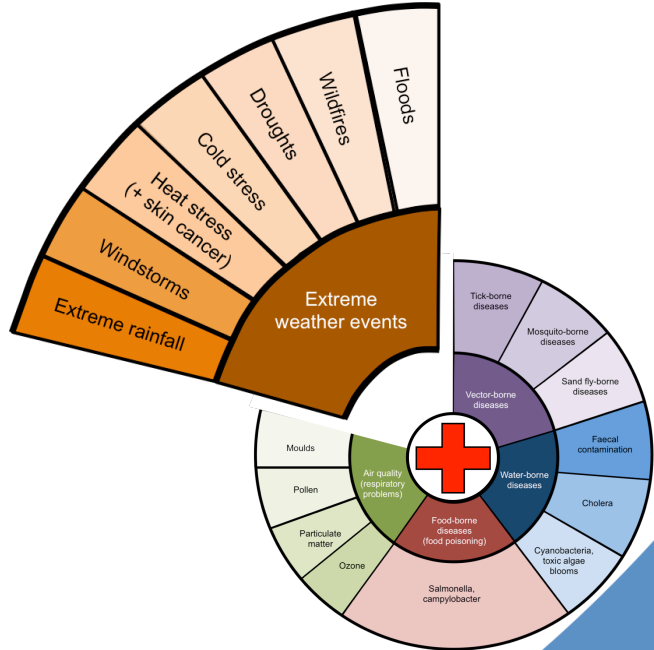 Extreme rainfall
Windstorms
Heat stress
(+ skin cancer)
Cold stress
Droughts
Wildfires
Floods
Extreme
weather events
Tick-borne
diseases
Mosquito-borne
diseases
Sand fly-borne
diseases
Vector-borne
diseases
Faecal
contamination
Cholera
Cyanobacteria,
toxic algae
blooms
Water-borne
diseases
Food-borne
diseases
(food poisoning)
Salmonella,
campylobacter
Air quality
(respiratory
problems)
Moulds
Pollen
Particulate
matter
Ozone